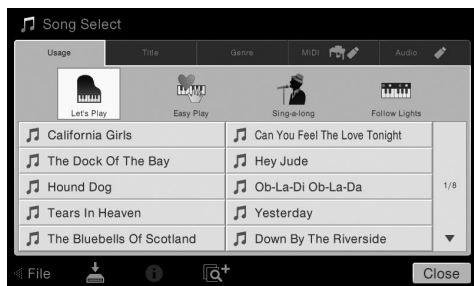 Song Select
Usage Title Genre MIDI Audio
Let's Play Easy Play Sing-a-long Follow Lights
California Girls Can You Feel The Love Tonight
The Dock Of The Bay Hey Jude
Hound Dog Ob-La-Di Ob-La-Da
1/8
Tears In Heaven Yesterday
The Bluebells Of Scotland Down By The Riverside
File Close